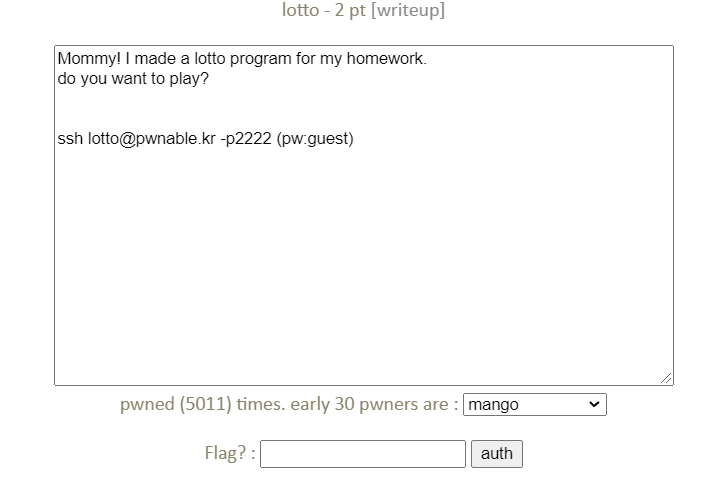 lotto - 2 pt [writeup]
Mommy! I made a lotto program for my homework.
do you want to play?
ssh lotto@pwnable.kr -p2222 (pw:guest)
pwned (5011) times. early 30 pwners are : mango
Flag? : auth